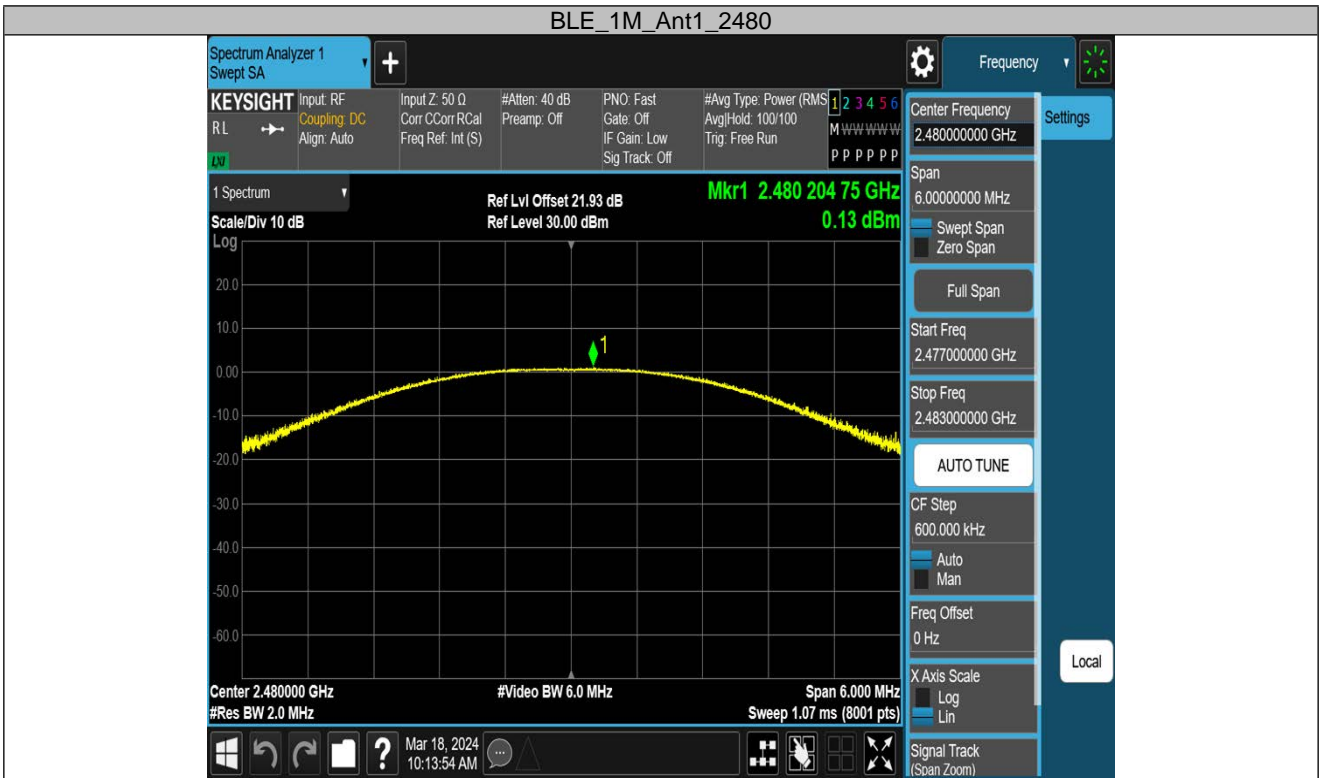 BLE_1M_Ant1_2480
Spectrum Analyzer 1
Swept SA
+
Frequency
KEYSIGHT
RL
LXI
Input: RF
Coupling: DC
Align: Auto
Input Z: 50 Ω
Corr CCorr RCal
Freq Ref: Int (S)
#Atten: 40 dB
Preamp: Off
PNO: Fast
Gate: Off
IF Gain: Low
Sig Track: Off
#Avg Type: Power (RMS
Avg|Hold: 100/100
Trig: Free Run
1 2 3 4 5 6
M W W W W W
P P P P P P
1 Spectrum
Scale/Div 10 dB
Log
Ref Lvl Offset 21.93 dB
Ref Level 30.00 dBm
Mkr1 2.480 204 75 GHz
0.13 dBm
20.0
10.0
0.00
-10.0
-20.0
-30.0
-40.0
-50.0
-60.0
1
Center 2.480000 GHz
#Res BW 2.0 MHz
#Video BW 6.0 MHz
Span 6.000 MHz
Sweep 1.07 ms (8001 pts)
?
Mar 18, 2024
10:13:54 AM
Center Frequency
2.480000000 GHz
Settings
Span
6.00000000 MHz
Swept Span
Zero Span
Full Span
Start Freq
2.477000000 GHz
Stop Freq
2.483000000 GHz
AUTO TUNE
CF Step
600.000 kHz
Auto
Man
Freq Offset
0 Hz
X Axis Scale
Log
Lin
Local
Signal Track
(Span Zoom)